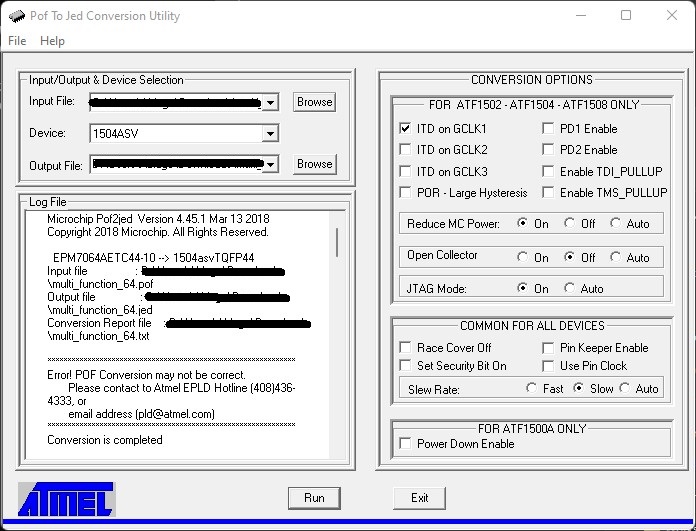 Pof To Jed Conversion Utility
File Help
Input/Output & Device Selection
Input File: Browse
Device: 1504ASV
Output File: Browse
Log File
Microchip Pof2jed Version 4.45.1 Mar 13 2018
Copyright 2018 Microchip. All Rights Reserved.
EPM7064AETC44-10 --> 1504asvTQFP44
Input file :
\multi_function_64.pof
Output file :
\multi_function_64.jed
Conversion Report file :
\multi_function_64.txt
××××××××××××××××××××××××××××××××××××××××××××××
Error! POF Conversion may not be correct.
Please contact to Atmel EPLD Hotline (408)436-
4333, or
email address (pld@atmel.com)
××××××××××××××××××××××××××××××××××××××××××××××
Conversion is completed
CONVERSION OPTIONS
FOR ATF1502 - ATF1504 - ATF1508 ONLY
ITD on GCLK1 PD1 Enable
ITD on GCLK2 PD2 Enable
ITD on GCLK3 Enable TDI_PULLUP
POR - Large Hysteresis Enable TMS_PULLUP
Reduce MC Power: On Off Auto
Open Collector On Off Auto
JTAG Mode: On Auto
COMMON FOR ALL DEVICES
Race Cover Off Pin Keeper Enable
Set Security Bit On Use Pin Clock
Slew Rate: Fast Slow Auto
FOR ATF1500A ONLY
Power Down Enable
ATMEL
Run Exit